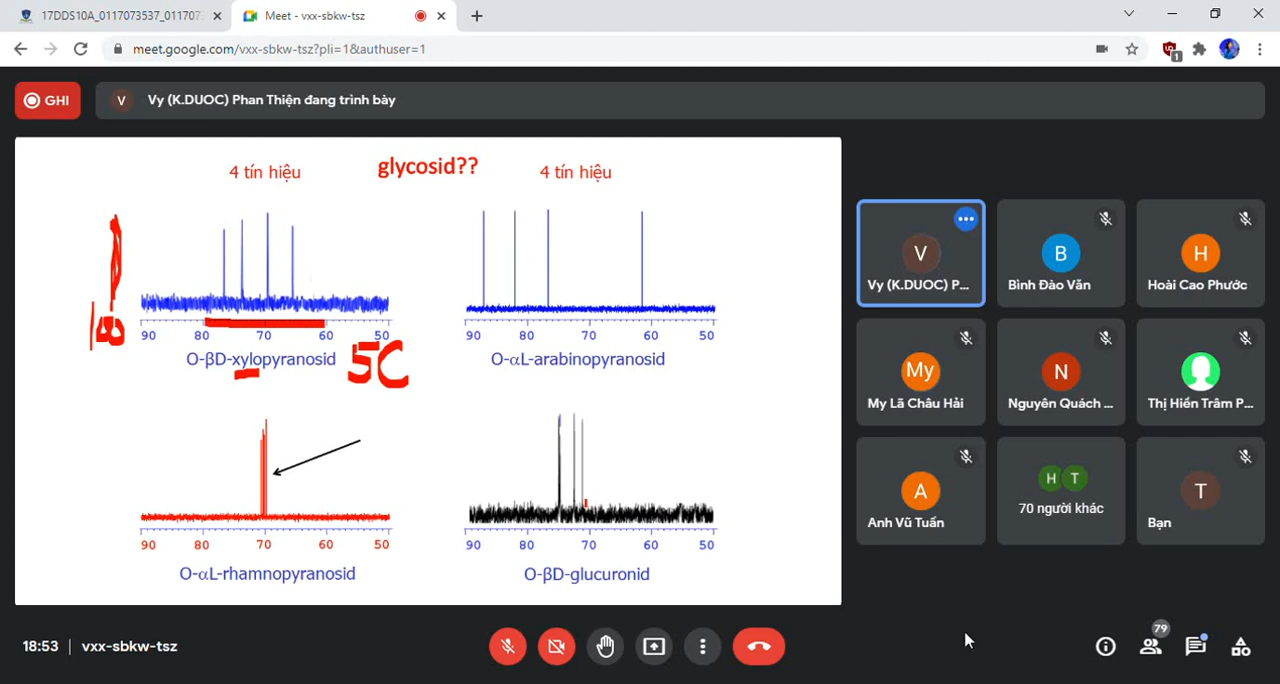 17DDS10A_0117073537_0117073
Meet - vxx-sbkw-tsz
meet.google.com/vxx-sbkw-tsz?pli=1&authuser=1
1
GHI
V
Vy (K.DUOC) Phan Thiện đang trình bày
4 tín hiệu
glycosid??
4 tín hiệu
90 80 70 60 50
90 80 70 60 50
O-βD-xylopyranosid
5C
O-αL-arabinopyranosid
90 80 70 60 50
90 80 70 60 50
O-αL-rhamnopyranosid
O-βD-glucuronid
V
Vy (K.DUOC) P...
B
Bình Đào Văn
H
Hoài Cao Phước
My
My Lã Châu Hải
N
Nguyên Quách ...
Thị Hiền Trâm P...
A
Anh Vũ Tuấn
H T
70 người khác
T
Bạn
18:53 | vxx-sbkw-tsz
79